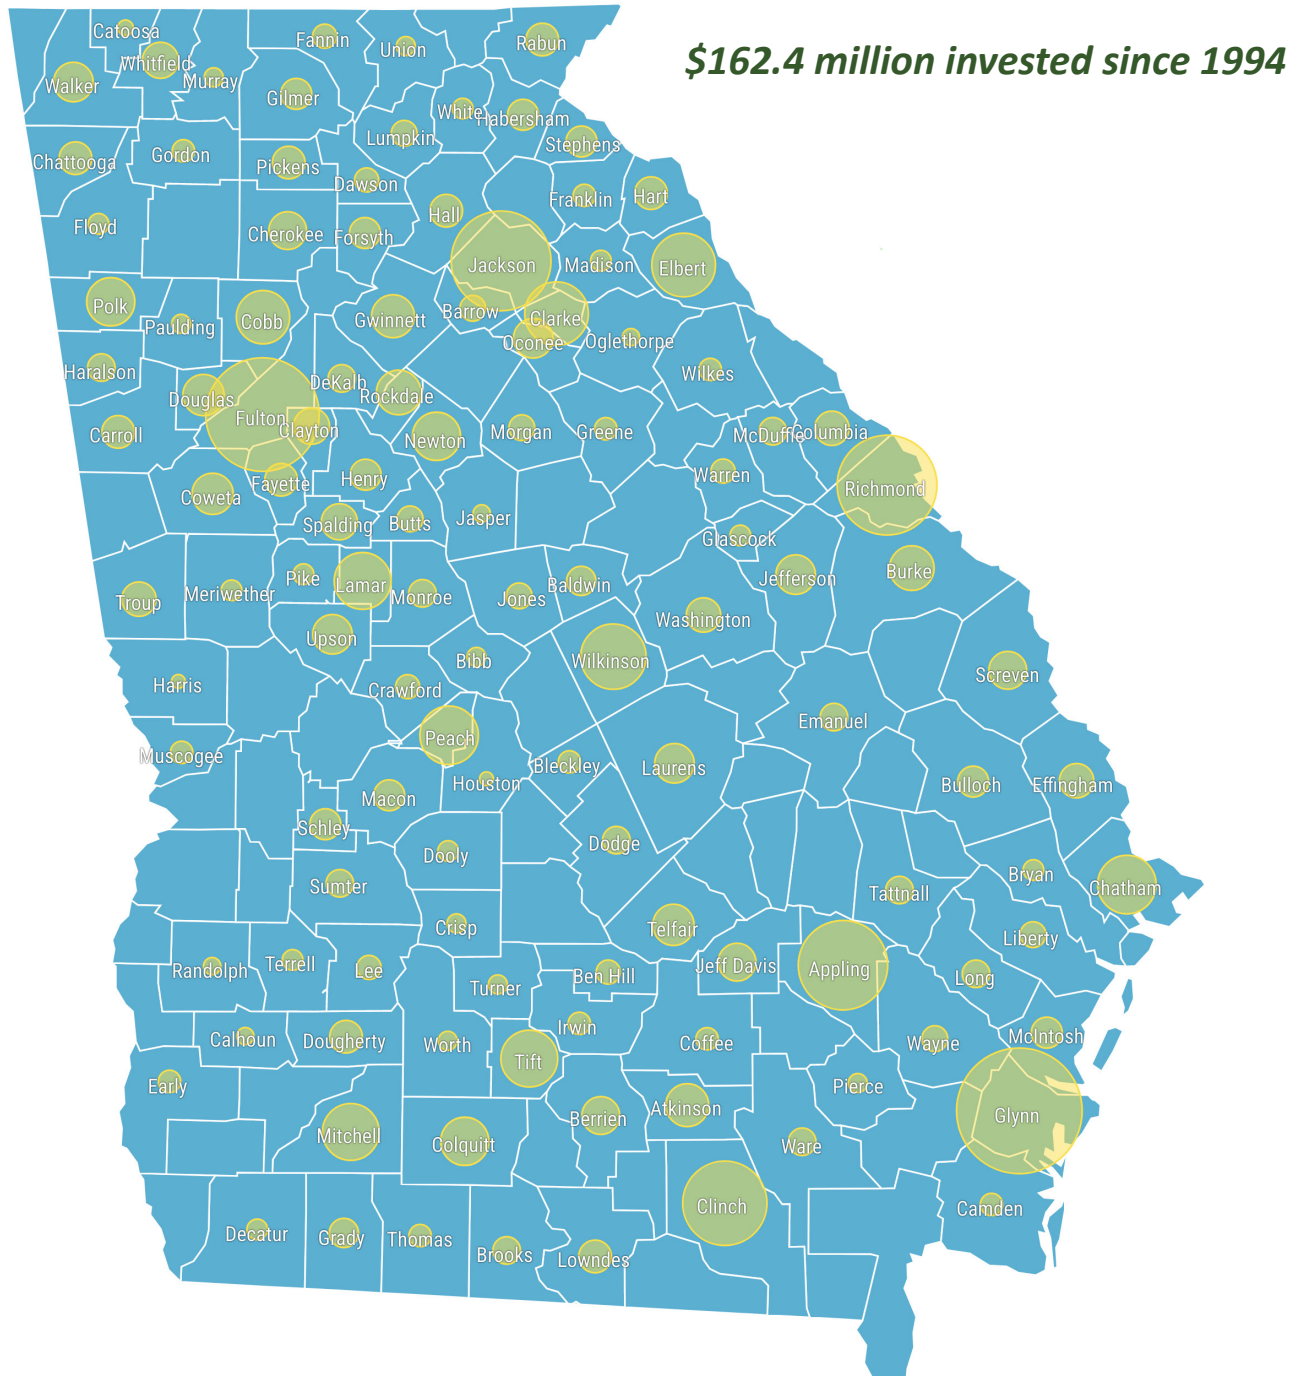 $162.4 million invested since 1994
Catoosa
Fannin
Union
Rabun
Whitfield
Walker
Murray
Gilmer
White
Habersham
Lumpkin
Stephens
Chattooga
Gordon
Pickens
Dawson
Franklin
Hart
Hall
Floyd
Cherokee
Forsyth
Jackson
Madison
Elbert
Polk
Paulding
Cobb
Gwinnett
Barrow
Clarke
Oconee
Oglethorpe
Haralson
Wilkes
Douglas
DeKalb
Rockdale
Fulton
Clayton
Carroll
Newton
Morgan
Greene
McDuffie
Columbia
Coweta
Fayette
Henry
Warren
Richmond
Spalding
Butts
Jasper
Glascock
Troup
Meriwether
Pike
Lamar
Monroe
Jones
Baldwin
Jefferson
Burke
Upson
Washington
Bibb
Wilkinson
Harris
Crawford
Screven
Muscogee
Peach
Emanuel
Houston
Bleckley
Laurens
Macon
Bulloch
Effingham
Schley
Dooly
Dodge
Sumter
Tattnall
Bryan
Chatham
Crisp
Telfair
Liberty
Randolph
Terrell
Lee
Turner
Ben Hill
Jeff Davis
Appling
Long
Calhoun
Dougherty
Worth
Irwin
Coffee
Wayne
McIntosh
Tift
Early
Pierce
Mitchell
Colquitt
Berrien
Atkinson
Glynn
Ware
Clinch
Camden
Decatur
Grady
Thomas
Brooks
Lowndes